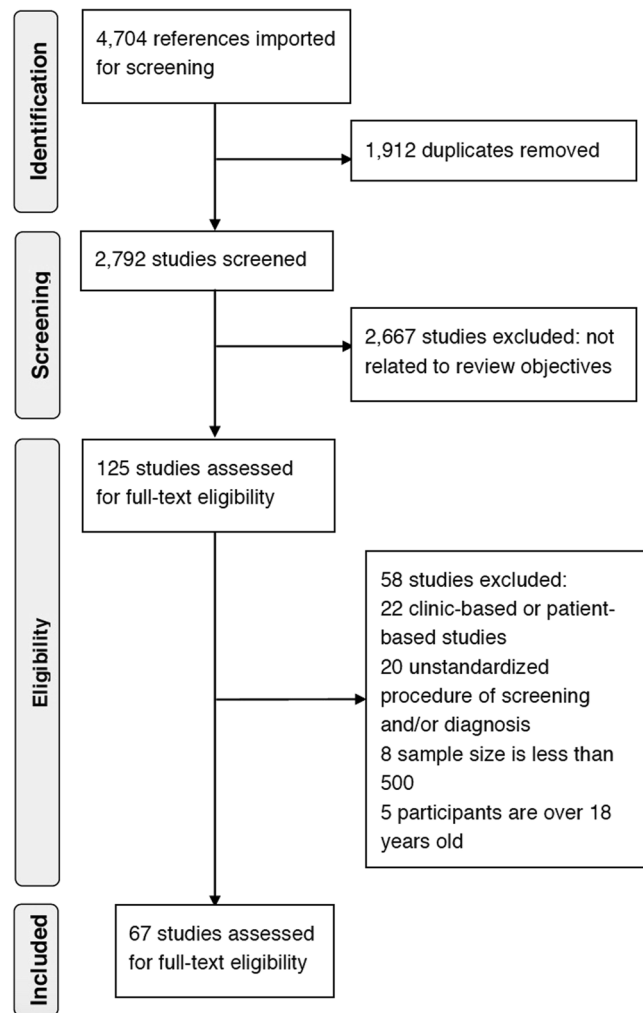 Identification
4,704 references imported
for screening
1,912 duplicates removed
Screening
2,792 studies screened
2,667 studies excluded: not
related to review objectives
Eligibility
125 studies assessed
for full-text eligibility
58 studies excluded:
22 clinic-based or patient-
based studies
20 unstandardized
procedure of screening
and/or diagnosis
8 sample size is less than
500
5 participants are over 18
years old
Included
67 studies assessed
for full-text eligibility